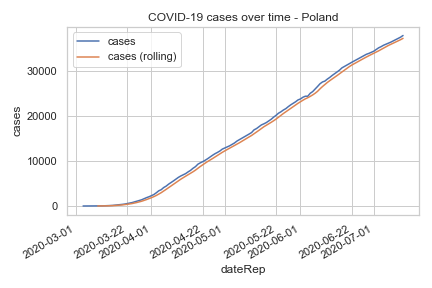 COVID-19 cases over time - Poland
cases
cases (rolling)
30000
20000
10000
0
cases
2020-03-01
2020-03-22
2020-04-01
2020-04-22
2020-05-01
2020-05-22
2020-06-01
2020-06-22
2020-07-01
dateRep